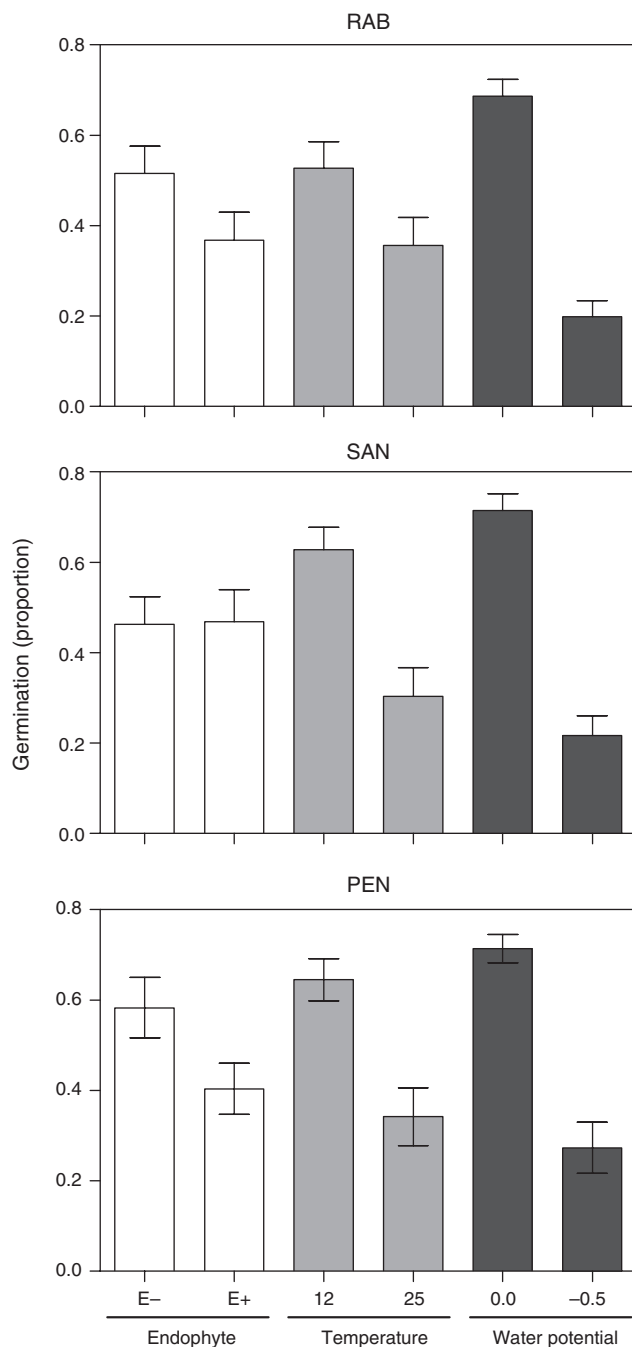 RAB
0.8
0.6
0.4
0.2
0.0
SAN
0.8
0.6
0.4
0.2
0.0
Germination (proportion)
PEN
0.8
0.6
0.4
0.2
0.0
E– E+ 12 25 0.0 –0.5
Endophyte Temperature Water potential